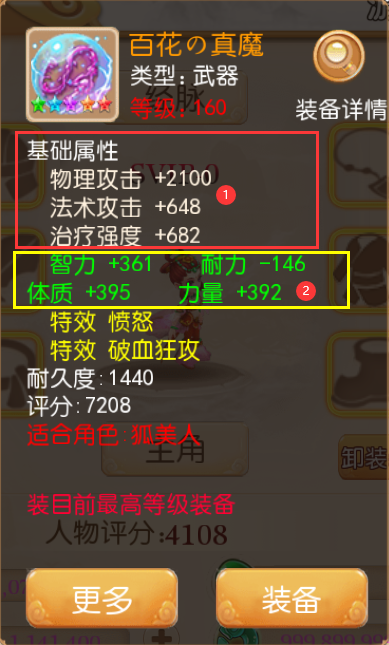 百花の真魔
类型:武器
等级:160
装备详情
基础属性
物理攻击 +2100
法术攻击 +648
治疗强度 +682
1
智力 +361 耐力 -146
体质 +395 力量 +392
2
特效 愤怒
特效 破血狂攻
耐久度:1440
评分:7208
适合角色:狐美人
主角
卸装
装目前最高等级装备
人物评分:4108
更多
装备